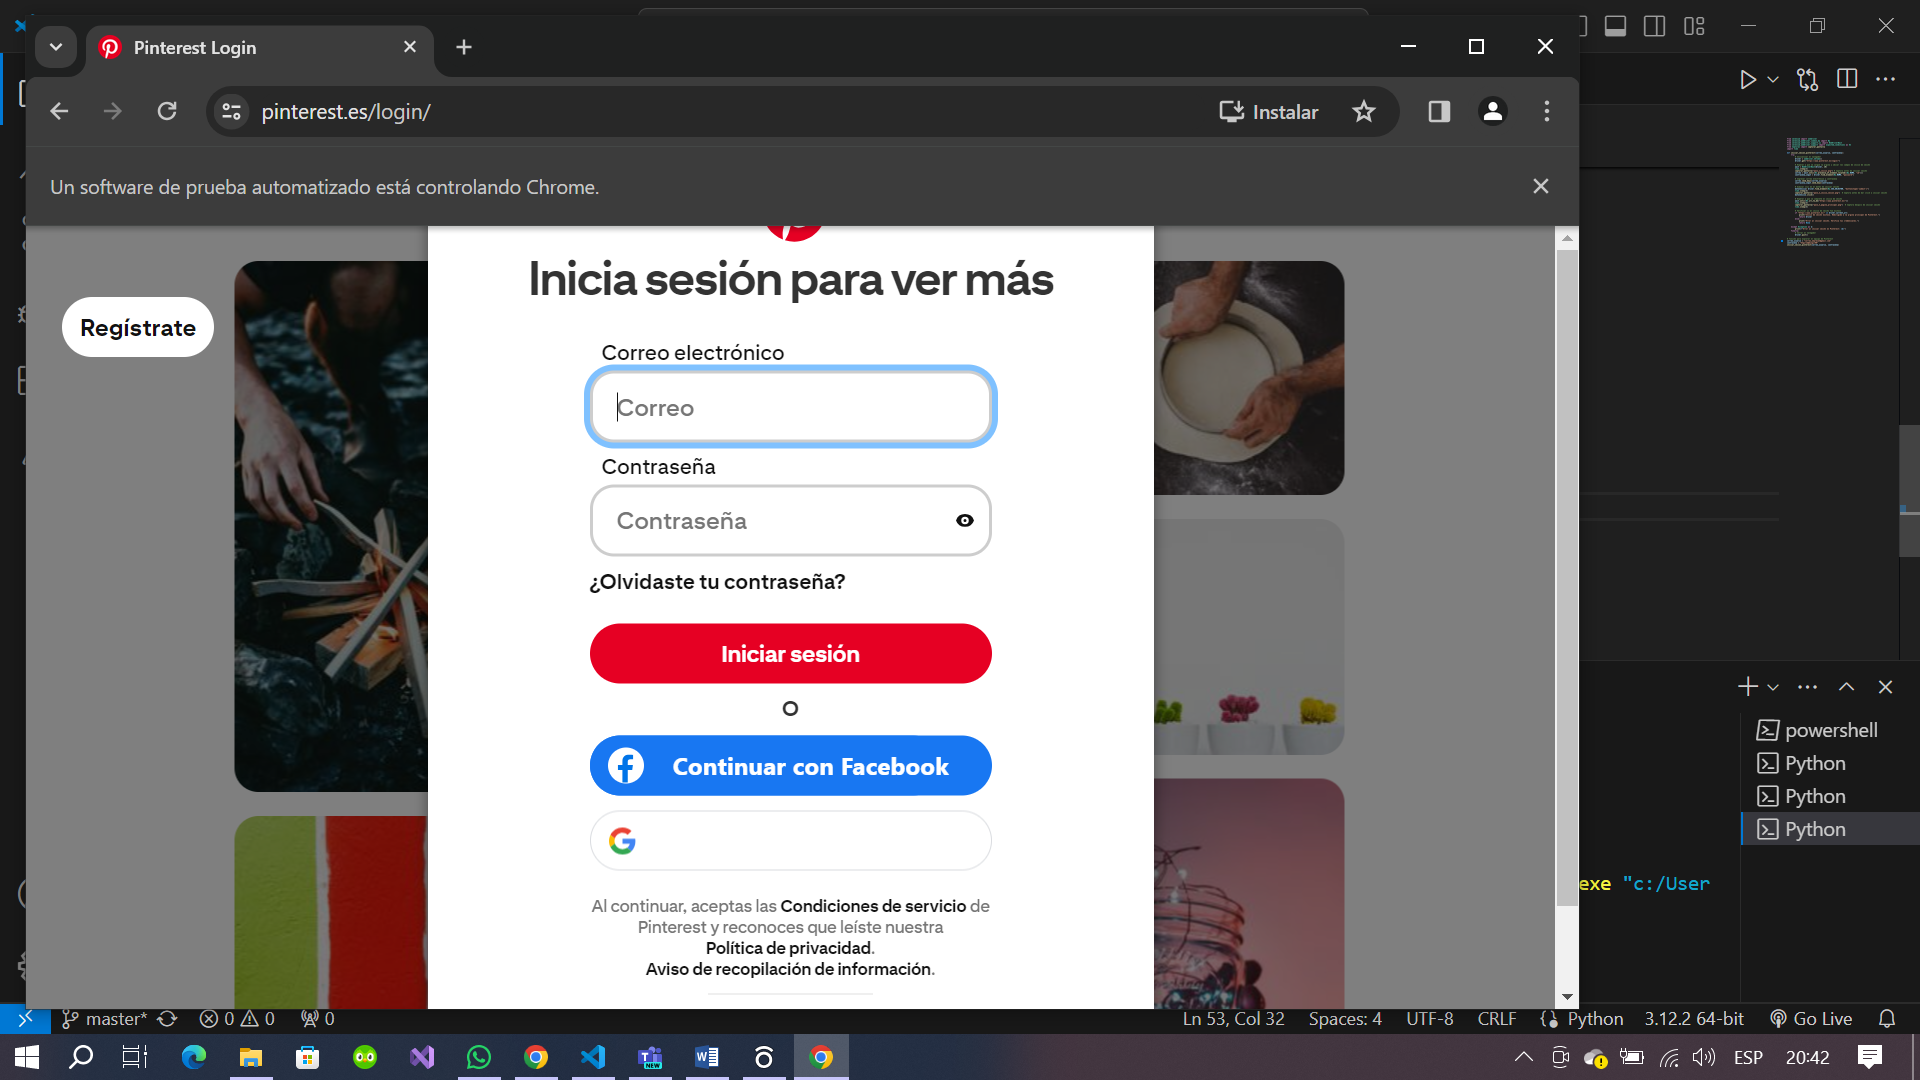 Pinterest Login
pinterest.es/login/
Instalar
Un software de prueba automatizado está controlando Chrome.
Regístrate
Inicia sesión para ver más
Correo electrónico
Correo
Contraseña
Contraseña
¿Olvidaste tu contraseña?
Iniciar sesión
O
Continuar con Facebook
Al continuar, aceptas las Condiciones de servicio de
Pinterest y reconoces que leíste nuestra
Política de privacidad.
Aviso de recopilación de información.
powershell
Python
Python
Python
exe "c:/User
master* 0 0 0
Ln 53, Col 32 Spaces: 4 UTF-8 CRLF Python 3.12.2 64-bit Go Live
NEW
ESP 20:42